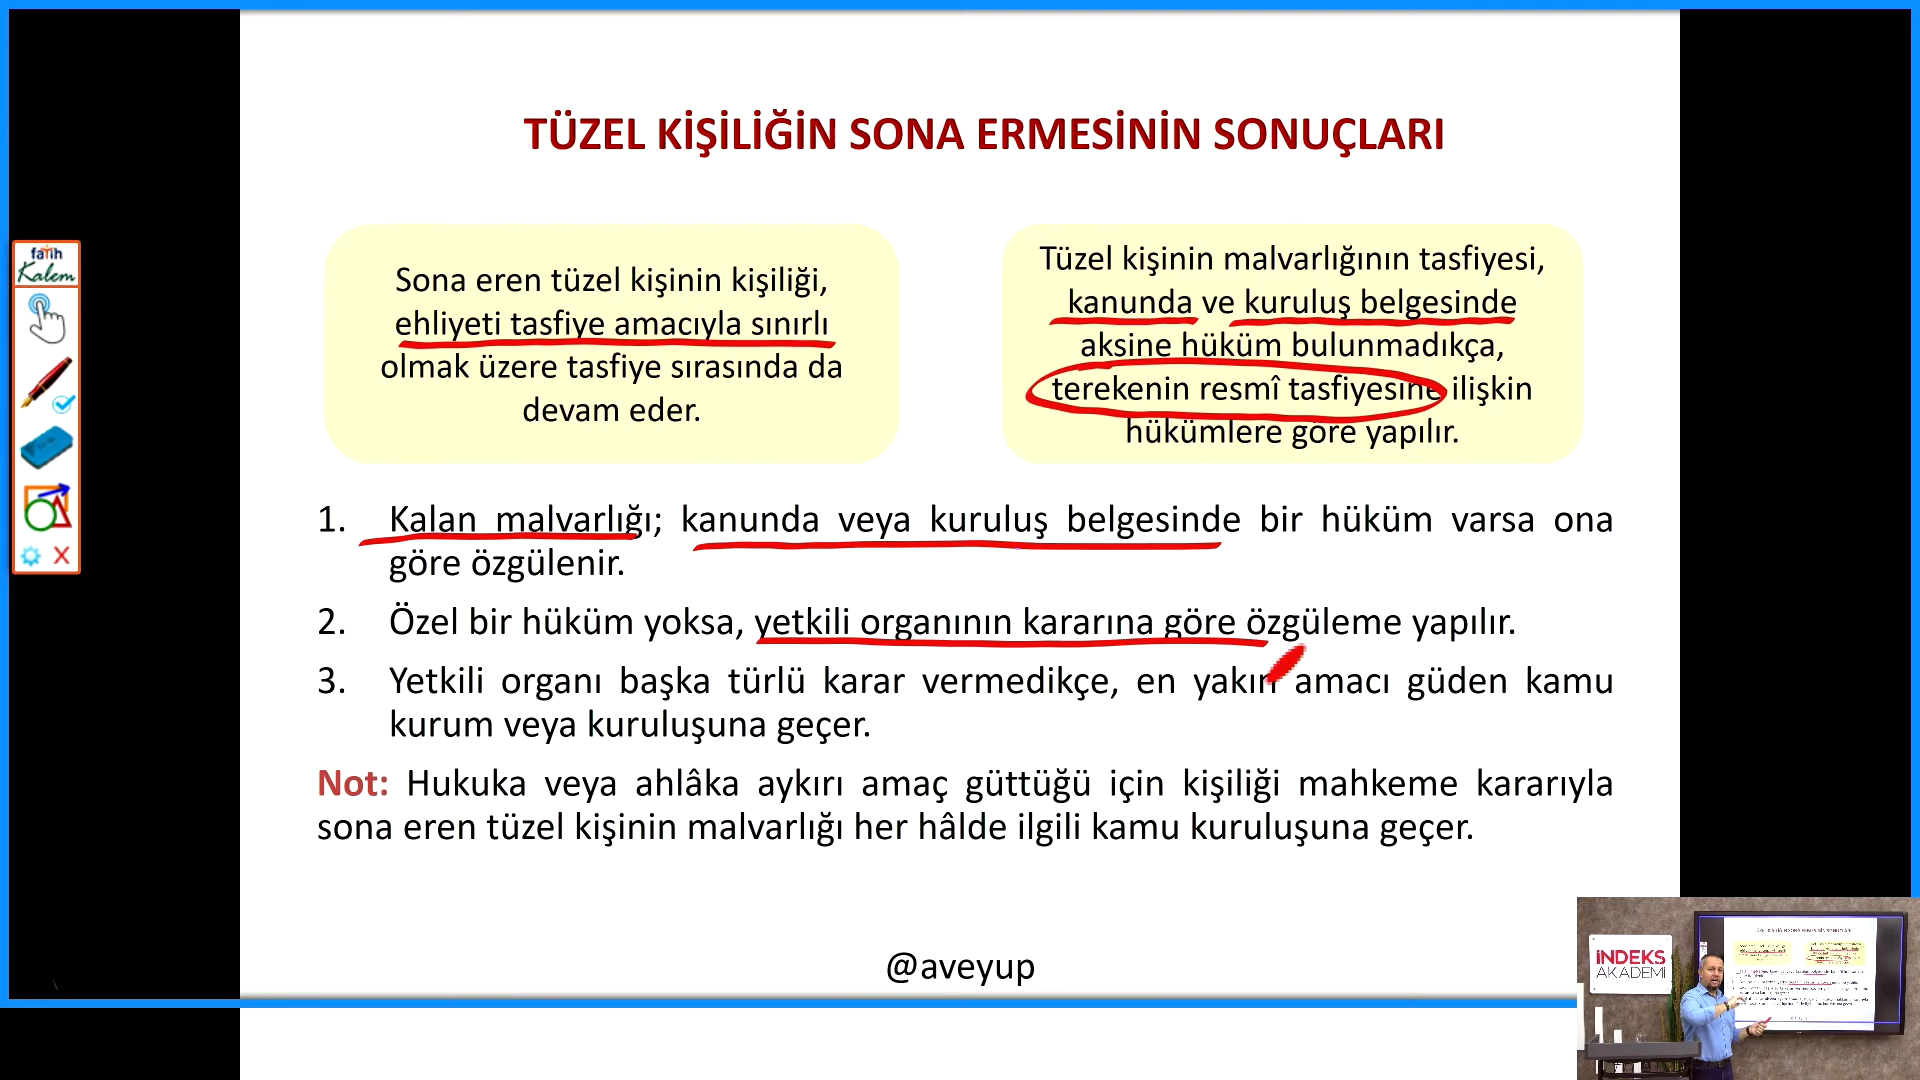 TÜZEL KİŞİLİĞİN SONA ERMESİNİN SONUÇLARI
fatih
Kalem
Sona eren tüzel kişinin kişiliği,
ehliyeti tasfiye amacıyla sınırlı
olmak üzere tasfiye sırasında da
devam eder.
Tüzel kişinin malvarlığının tasfiyesi,
kanunda ve kuruluş belgesinde
aksine hüküm bulunmadıkça,
terekenin resmî tasfiyesine ilişkin
hükümlere göre yapılır.
1. Kalan malvarlığı; kanunda veya kuruluş belgesinde bir hüküm varsa ona
göre özgülenir.
2. Özel bir hüküm yoksa, yetkili organının kararına göre özgüleme yapılır.
3. Yetkili organı başka türlü karar vermedikçe, en yakın amacı güden kamu
kurum veya kuruluşuna geçer.
Not: Hukuka veya ahlâka aykırı amaç güttüğü için kişiliği mahkeme kararıyla
sona eren tüzel kişinin malvarlığı her hâlde ilgili kamu kuruluşuna geçer.
@aveyup
İNDEKS
AKADEMİ